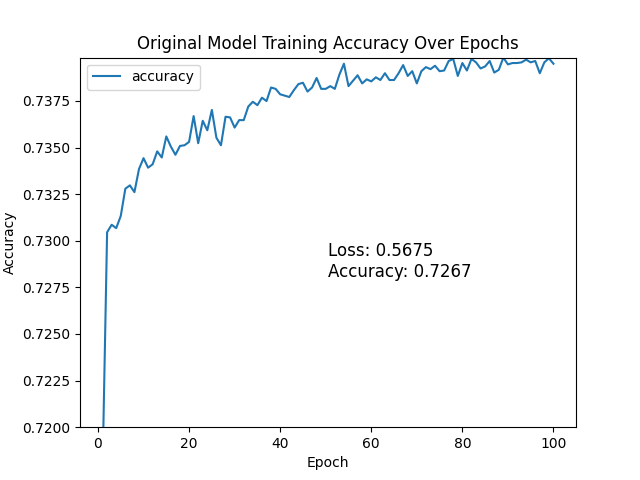 Original Model Training Accuracy Over Epochs
accuracy
0.7375
0.7350
0.7325
0.7300
0.7275
0.7250
0.7225
0.7200
Accuracy
Loss: 0.5675
Accuracy: 0.7267
0 20 40 60 80 100
Epoch